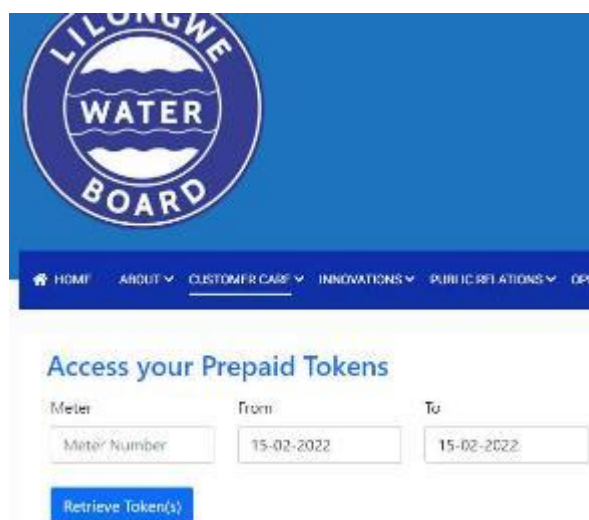 LILONGWE
WATER
BOARD
HOME ABOUT CUSTOMER CARE INNOVATIONS PUBLIC RELATIONS
Access your Prepaid Tokens
Meter From To
Meter Number 15-02-2022 15-02-2022
Retrieve Token(s)